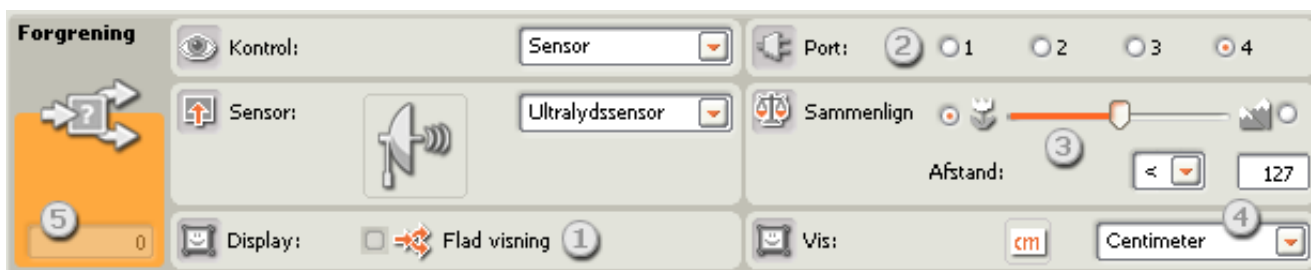 Forgrening
Kontrol: Sensor
Port: 2 1 2 3 4
Sensor: Ultralydssensor
Sammenlign
3
Afstand: < 127
5
0
Display: Flad visning 1
Vis: cm Centimeter 4